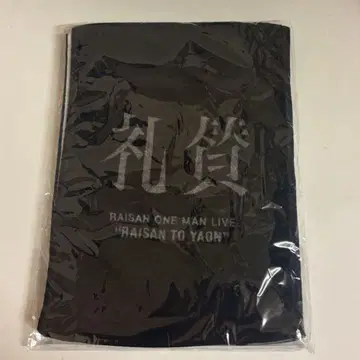 礼賛
RAISAN ONE MAN LIVE
"RAISAN TO YAON"